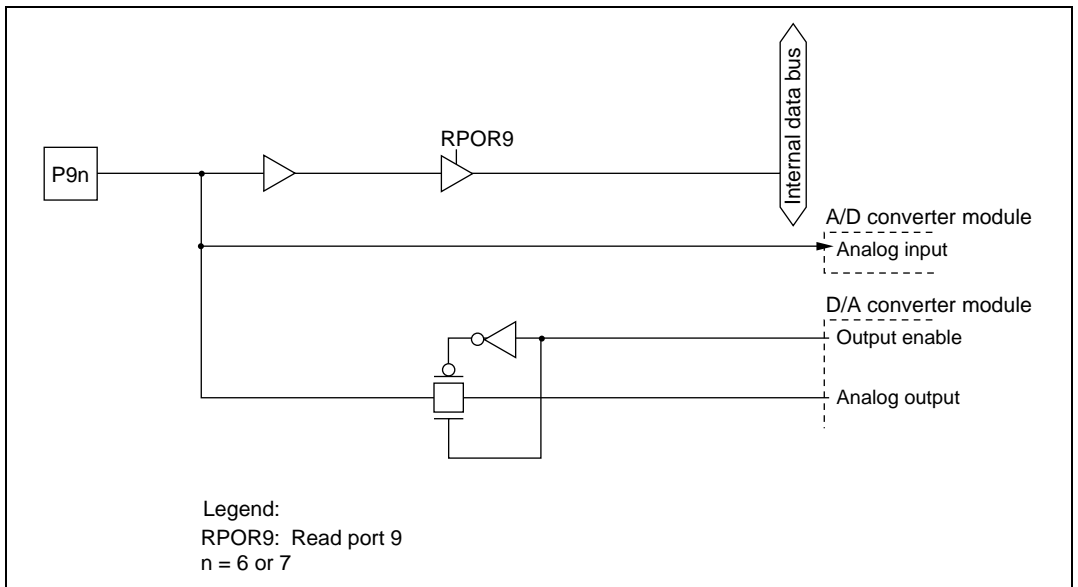 RPOR9
P9n
Internal data bus
A/D converter module
Analog input
D/A converter module
Output enable
Analog output
Legend:
RPOR9: Read port 9
n = 6 or 7